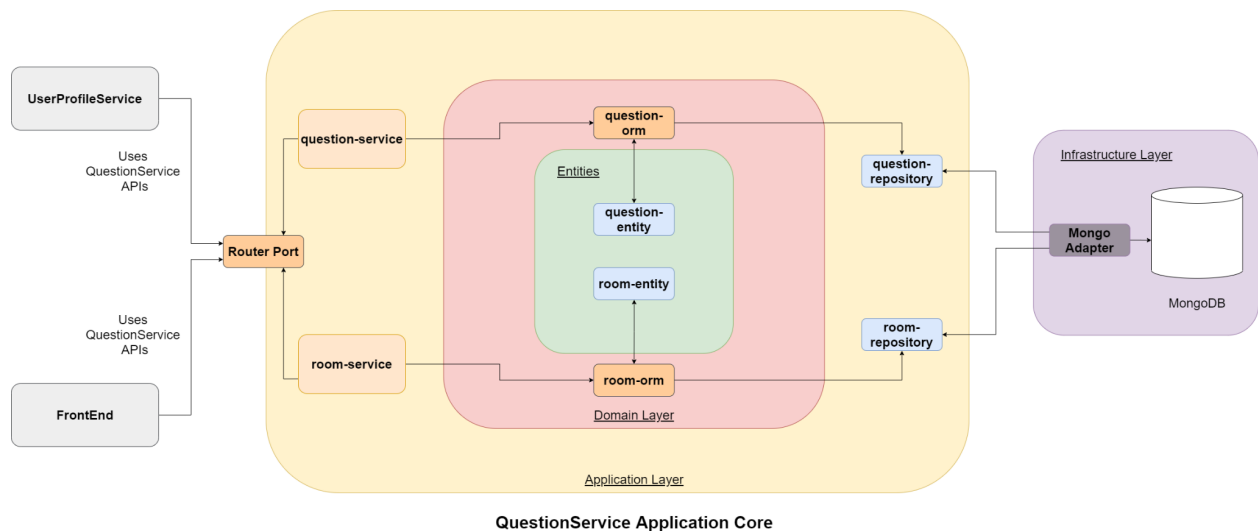 UserProfileService
Uses
QuestionService
APIs
Router Port
Uses
QuestionService
APIs
FrontEnd
question-service
room-service
question-
orm
Entities
question-
entity
room-entity
room-orm
Domain Layer
Application Layer
question-
repository
room-
repository
Infrastructure Layer
Mongo
Adapter
MongoDB
QuestionService Application Core